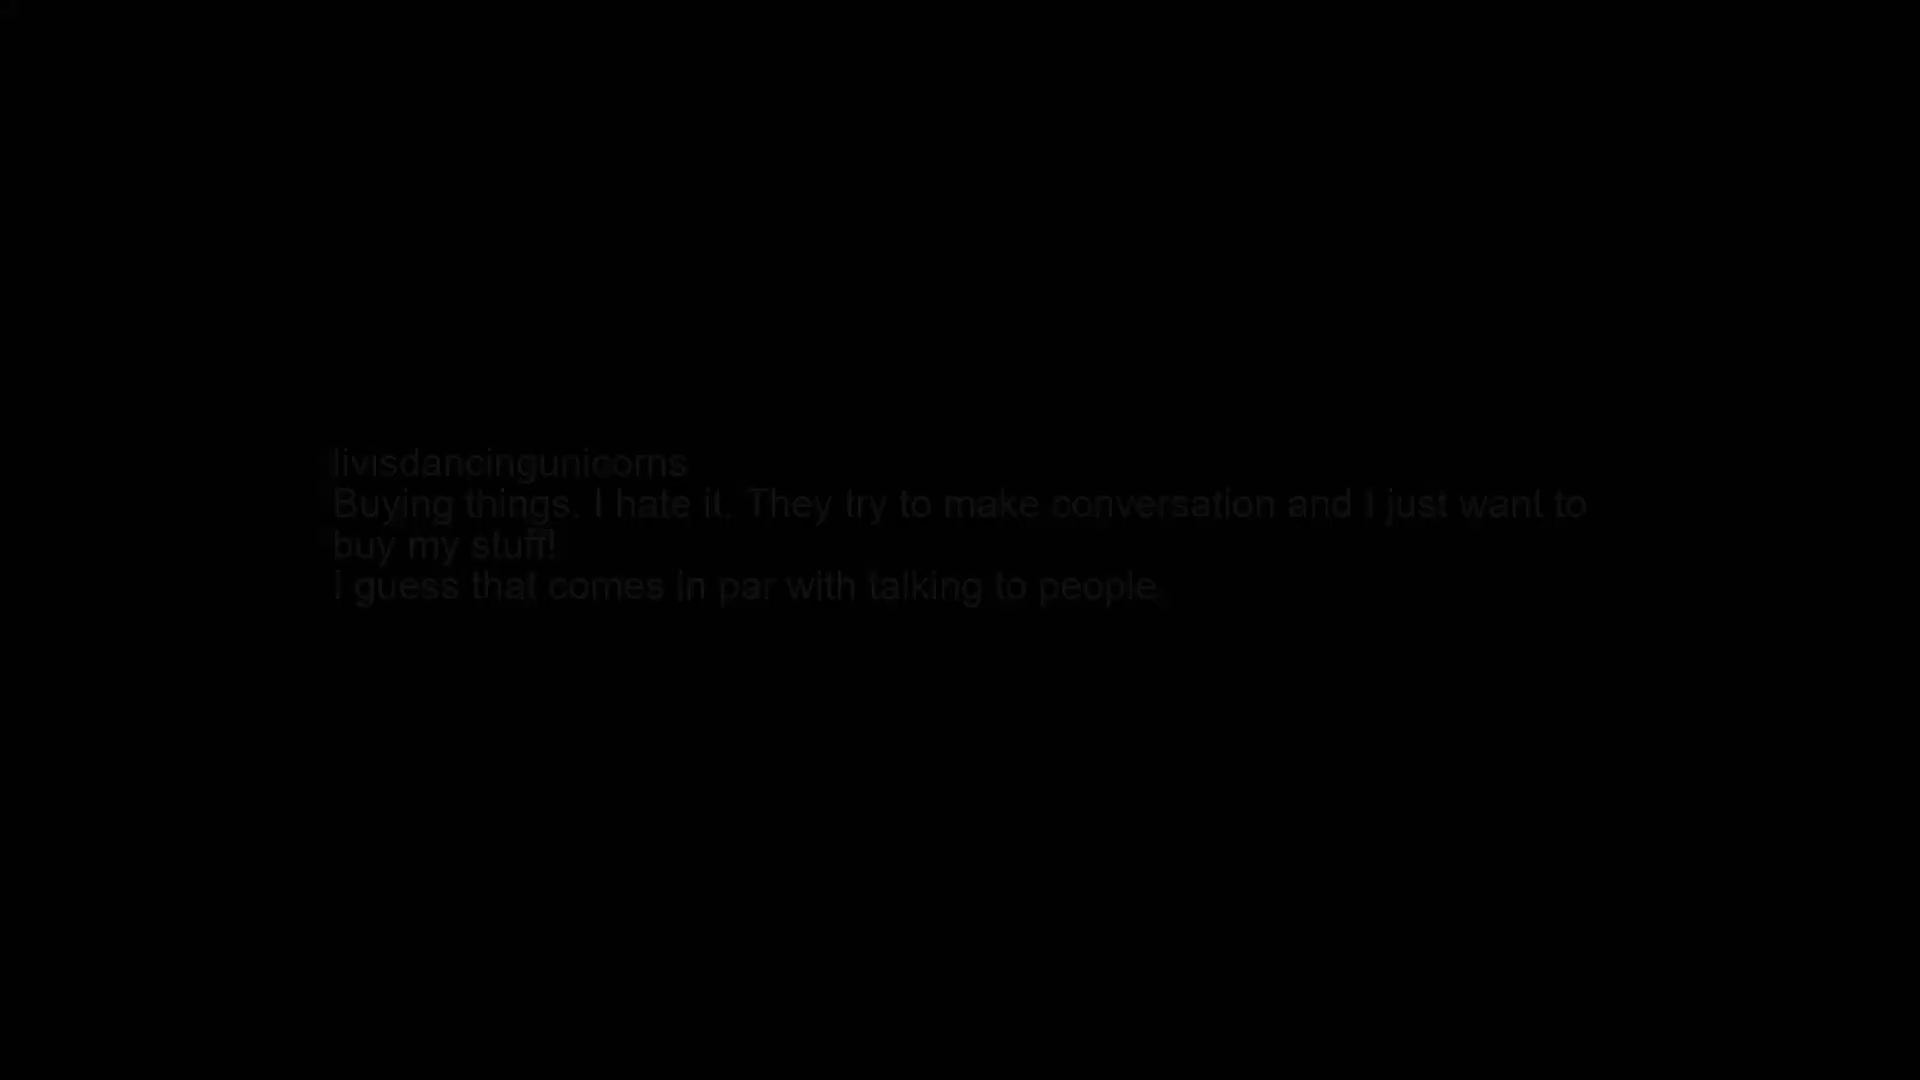 livisdancingunicorns
Buying things. I hate it. They try to make conversation and I just want to
buy my stuff!
I guess that comes in par with talking to people.